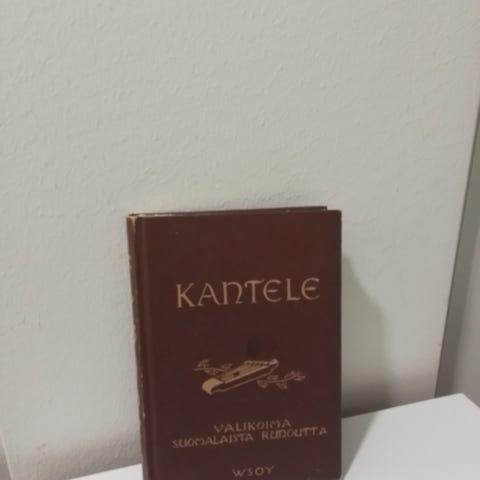 KANTELE
VALIKOIMA
SUOMALAISTA RUNOUTTA
WSOY